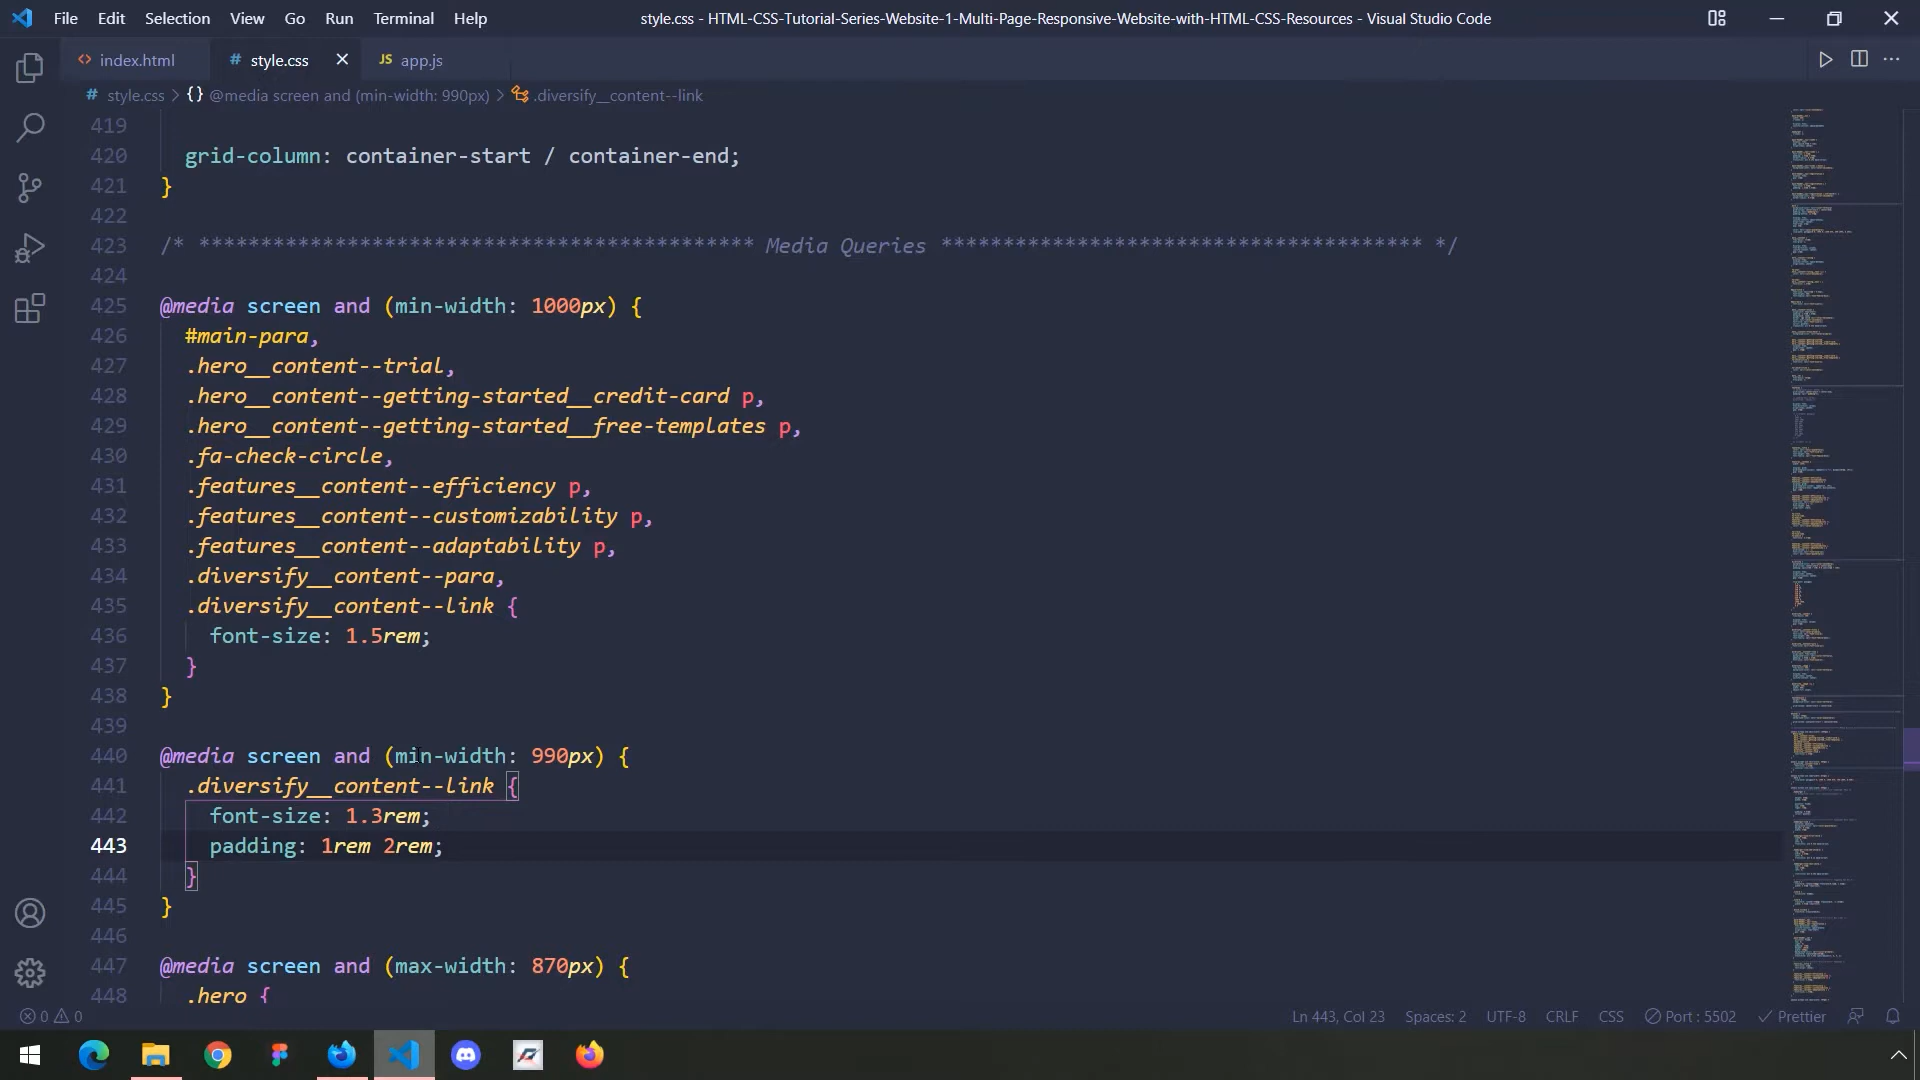 File Edit Selection View Go Run Terminal Help style.css - HTML-CSS-Tutorial-Series-Website-1-Multi-Page-Responsive-Website-with-HTML-CSS-Resources - Visual Studio Code
<> index.html # style.css JS app.js
# style.css > {} @media screen and (min-width: 990px) > .diversify__content--link
419
420 grid-column: container-start / container-end;
421 }
422
423 /* ********************************************* Media Queries *************************************** */
424
425 @media screen and (min-width: 1000px) {
426 #main-para,
427 .hero__content--trial,
428 .hero__content--getting-started__credit-card p,
429 .hero__content--getting-started__free-templates p,
430 .fa-check-circle,
431 .features__content--efficiency p,
432 .features__content--customizability p,
433 .features__content--adaptability p,
434 .diversify__content--para,
435 .diversify__content--link {
436 font-size: 1.5rem;
437 }
438 }
439
440 @media screen and (min-width: 990px) {
441 .diversify__content--link {
442 font-size: 1.3rem;
443 padding: 1rem 2rem;
444 }
445 }
446
447 @media screen and (max-width: 870px) {
448 .hero {
0 0 Ln 443, Col 23 Spaces: 2 UTF-8 CRLF CSS Port : 5502 Prettier